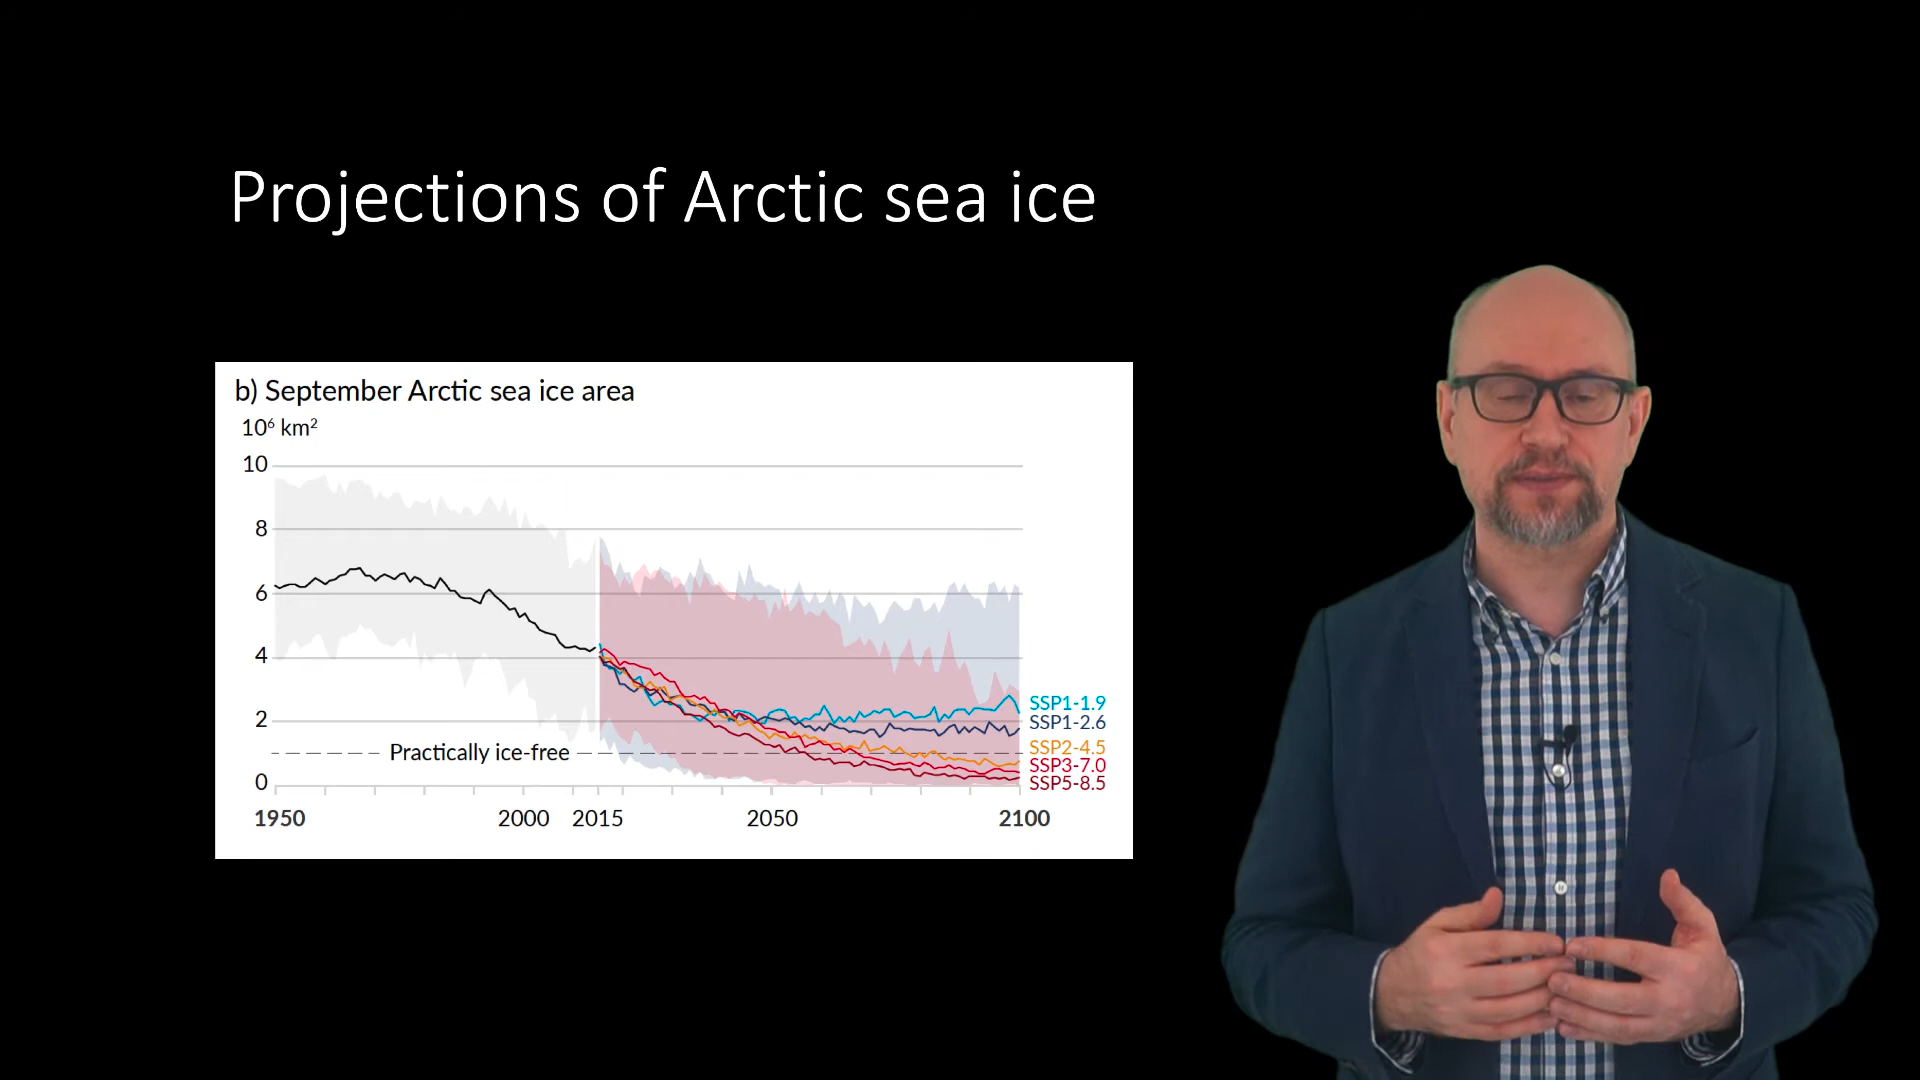 Projections of Arctic sea ice
b) September Arctic sea ice area
10⁶ km²
10
8
6
4
2
0
Practically ice-free
SSP1-1.9
SSP1-2.6
SSP2-4.5
SSP3-7.0
SSP5-8.5
1950 2000 2015 2050 2100